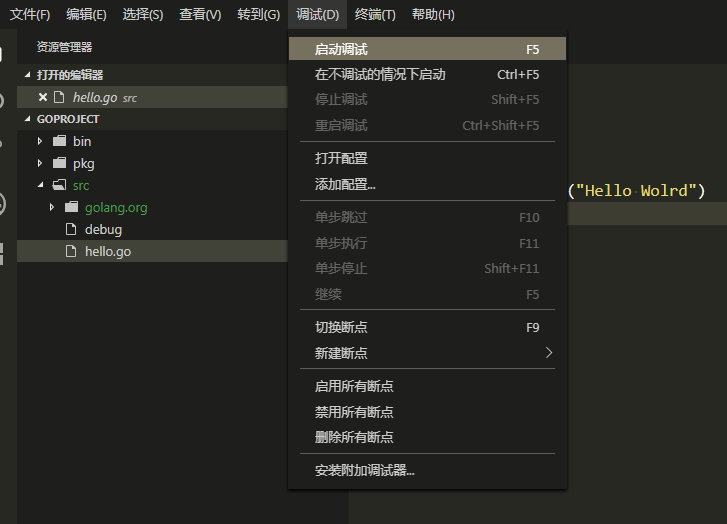 文件(F) 编辑(E) 选择(S) 查看(V) 转到(G) 调试(D) 终端(T) 帮助(H)
资源管理器
打开的编辑器
hello.go src
GOPROJECT
bin
pkg
src
golang.org
debug
hello.go
启动调试 F5
在不调试的情况下启动 Ctrl+F5
停止调试 Shift+F5
重启调试 Ctrl+Shift+F5
打开配置
添加配置...
单步跳过 F10
单步执行 F11
单步停止 Shift+F11
继续 F5
切换断点 F9
新建断点
启用所有断点
禁用所有断点
删除所有断点
安装附加调试器...
("Hello Wolrd")